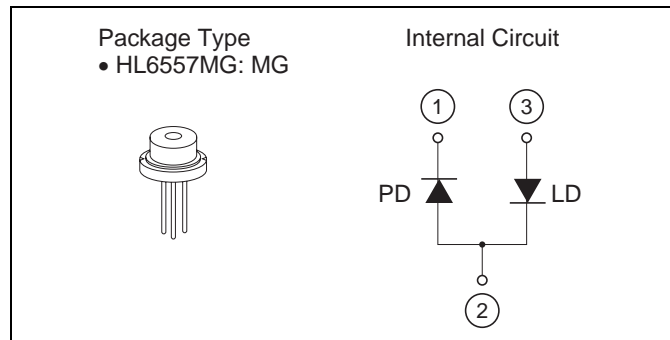 Package Type
• HL6557MG: MG
Internal Circuit
1
3
PD
LD
2